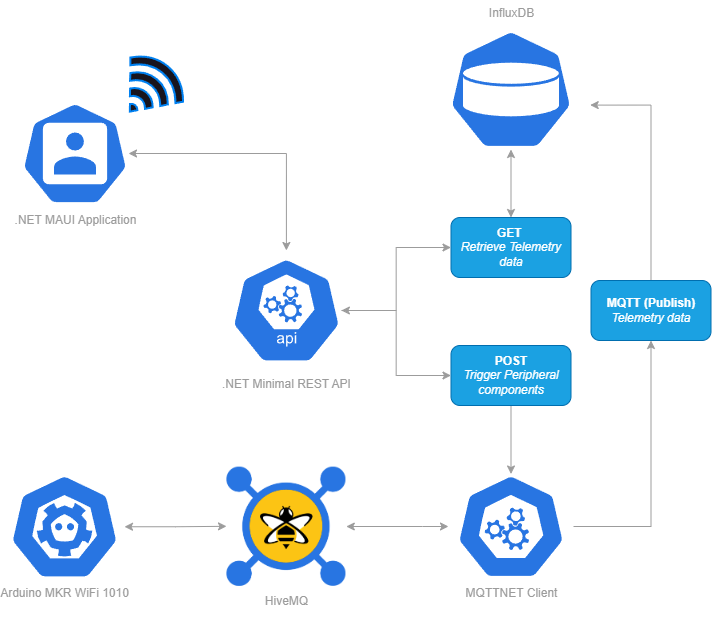 InfluxDB
.NET MAUI Application
GET
Retrieve Telemetry
data
MQTT (Publish)
Telemetry data
api
.NET Minimal REST API
POST
Trigger Peripheral
components
Arduino MKR WiFi 1010
HiveMQ
MQTTNET Client